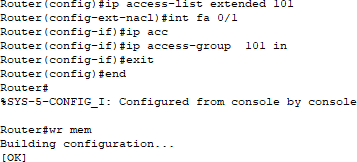 Router(config)#ip access-list extended 101
Router(config-ext-nacl)#int fa 0/1
Router(config-if)#ip acc
Router(config-if)#ip access-group  101 in
Router(config-if)#exit
Router(config)#end
Router#
%SYS-5-CONFIG_I: Configured from console by console

Router#wr mem
Building configuration...
[OK]